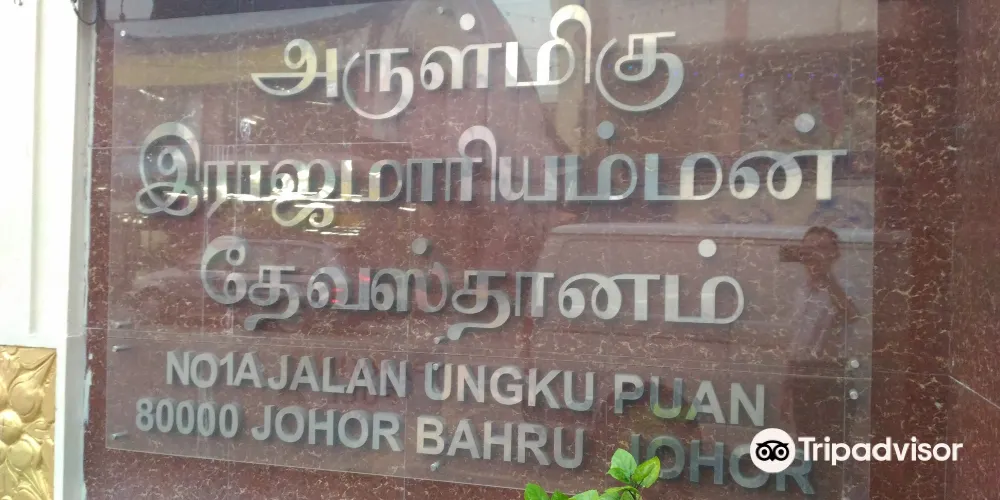 அருள்மிகு
இராஜமாரியம்மன்
தேவஸ்தானம்
NO1A JALAN UNGKU PUAN
80000 JOHOR BAHRU JOHOR
Tripadvisor